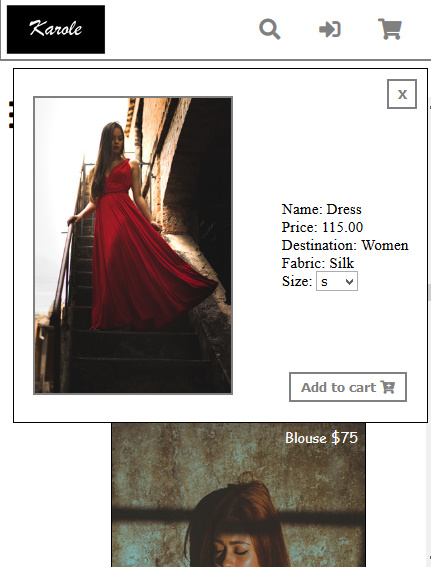 Karole
X
Name: Dress
Price: 115.00
Destination: Women
Fabric: Silk
Size: s
Add to cart
Blouse $75